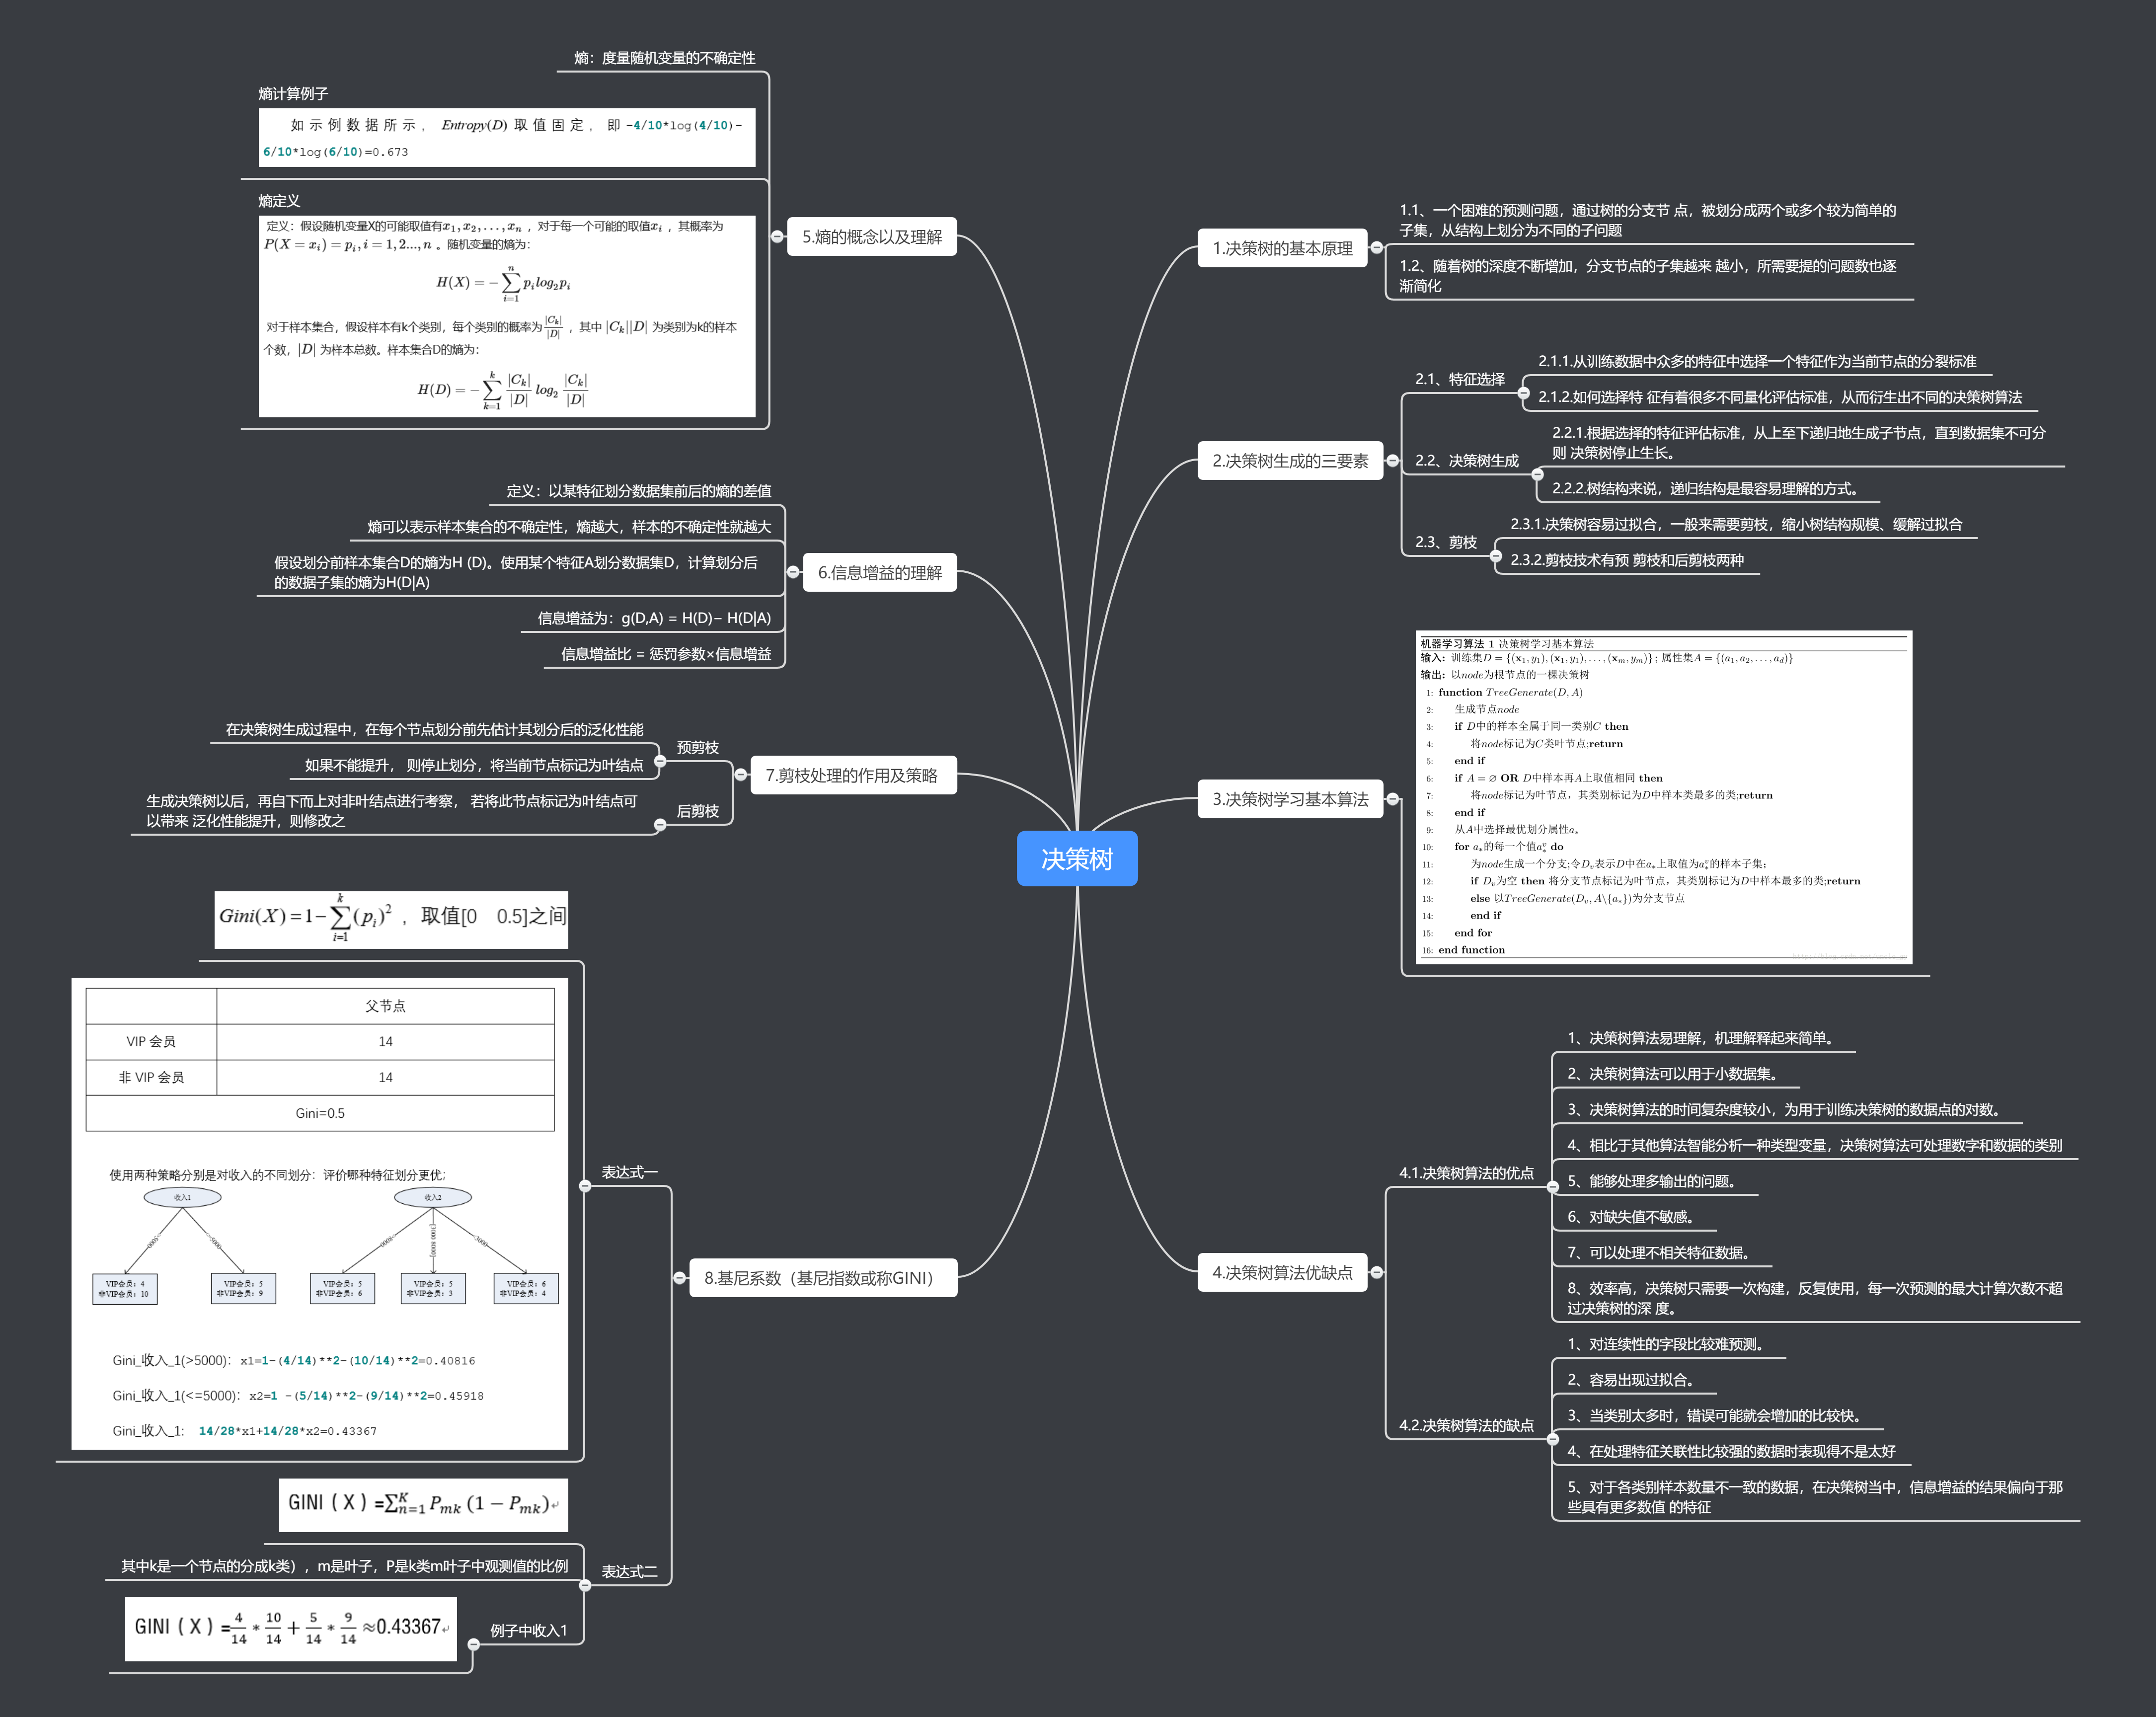 决策树
1.决策树的基本原理
1.1、一个困难的预测问题，通过树的分支节 点，被划分成两个或多个较为简单的
子集，从结构上划分为不同的子问题
1.2、随着树的深度不断增加，分支节点的子集越来 越小，所需要提的问题数也逐
渐简化
2.决策树生成的三要素
2.1、特征选择
2.1.1.从训练数据中众多的特征中选择一个特征作为当前节点的分裂标准
2.1.2.如何选择特 征有着很多不同量化评估标准，从而衍生出不同的决策树算法
2.2、决策树生成
2.2.1.根据选择的特征评估标准，从上至下递归地生成子节点，直到数据集不可分
则 决策树停止生长。
2.2.2.树结构来说，递归结构是最容易理解的方式。
2.3、剪枝
2.3.1.决策树容易过拟合，一般来需要剪枝，缩小树结构规模、缓解过拟合
2.3.2.剪枝技术有预 剪枝和后剪枝两种
3.决策树学习基本算法
机器学习算法 1 决策树学习基本算法
输入: 训练集D = {(x₁, y₁), (x₁, y₁), . . . , (xₘ, yₘ)}; 属性集A = {(a₁, a₂, . . . , a_d)}
输出: 以node为根节点的一棵决策树
1: function TreeGenerate(D, A)
2: 生成节点node
3: if D中的样本全属于同一类别C then
4: 将node标记为C类叶节点;return
5: end if
6: if A = ∅ OR D中样本再A上取值相同 then
7: 将node标记为叶节点，其类别标记为D中样本类最多的类;return
8: end if
9: 从A中选择最优划分属性a*
10: for a*的每一个值a*^v do
11: 为node生成一个分支;令D_v表示D中在a*上取值为a*^v的样本子集;
12: if D_v为空 then 将分支节点标记为叶节点，其类别标记为D中样本最多的类;return
13: else 以TreeGenerate(D_v, A\{a*})为分支节点
14: end if
15: end for
16: end function
4.决策树算法优缺点
4.1.决策树算法的优点
1、决策树算法易理解，机理解释起来简单。
2、决策树算法可以用于小数据集。
3、决策树算法的时间复杂度较小，为用于训练决策树的数据点的对数。
4、相比于其他算法智能分析一种类型变量，决策树算法可处理数字和数据的类别
5、能够处理多输出的问题。
6、对缺失值不敏感。
7、可以处理不相关特征数据。
8、效率高，决策树只需要一次构建，反复使用，每一次预测的最大计算次数不超
过决策树的深 度。
4.2.决策树算法的缺点
1、对连续性的字段比较难预测。
2、容易出现过拟合。
3、当类别太多时，错误可能就会增加的比较快。
4、在处理特征关联性比较强的数据时表现得不是太好
5、对于各类别样本数量不一致的数据，在决策树当中，信息增益的结果偏向于那
些具有更多数值 的特征
5.熵的概念以及理解
熵：度量随机变量的不确定性
熵计算例子
如示例数据所示，Entropy(D)取值固定，即-4/10*log(4/10)-
6/10*log(6/10)=0.673
熵定义
定义：假设随机变量X的可能取值有x₁, x₂, . . . , xₙ，对于每一个可能的取值xᵢ，其概率为
P(X = xᵢ) = pᵢ, i = 1, 2..., n 。随机变量的熵为：
H(X) = −∑_{i=1}^{n} pᵢlog₂pᵢ
对于样本集合，假设样本有k个类别，每个类别的概率为|C_k|/|D|，其中 |C_k||D| 为类别为k的样本
个数，|D| 为样本总数。样本集合D的熵为：
H(D) = −∑_{k=1}^{k} |C_k|/|D| log₂ |C_k|/|D|
6.信息增益的理解
定义：以某特征划分数据集前后的熵的差值
熵可以表示样本集合的不确定性，熵越大，样本的不确定性就越大
假设划分前样本集合D的熵为H (D)。使用某个特征A划分数据集D，计算划分后
的数据子集的熵为H(D|A)
信息增益为：g(D,A) = H(D)− H(D|A)
信息增益比 = 惩罚参数×信息增益
7.剪枝处理的作用及策略
预剪枝
在决策树生成过程中，在每个节点划分前先估计其划分后的泛化性能
如果不能提升， 则停止划分，将当前节点标记为叶结点
后剪枝
生成决策树以后，再自下而上对非叶结点进行考察， 若将此节点标记为叶结点可
以带来 泛化性能提升，则修改之
8.基尼系数（基尼指数或称GINI）
表达式一
Gini(X)=1−∑_{i=1}^{k}(pᵢ)²，取值[0 0.5]之间
父节点
VIP 会员 14
非 VIP 会员 14
Gini=0.5
使用两种策略分别是对收入的不同划分：评价哪种特征划分更优；
收入1
VIP会员：4
非VIP会员：10
VIP会员：5
非VIP会员：9
收入2
VIP会员：5
非VIP会员：6
VIP会员：5
非VIP会员：3
VIP会员：6
非VIP会员：4
Gini_收入_1(>5000)：x1=1-(4/14)**2-(10/14)**2=0.40816
Gini_收入_1(<=5000)：x2=1 -(5/14)**2-(9/14)**2=0.45918
Gini_收入_1: 14/28*x1+14/28*x2=0.43367
表达式二
GINI（X）=∑_{n=1}^{K} P_{mk} (1 − P_{mk})
其中k是一个节点的分成k类），m是叶子，P是k类m叶子中观测值的比例
例子中收入1
GINI（X）=4/14 * 10/14 + 5/14 * 9/14 ≈0.43367